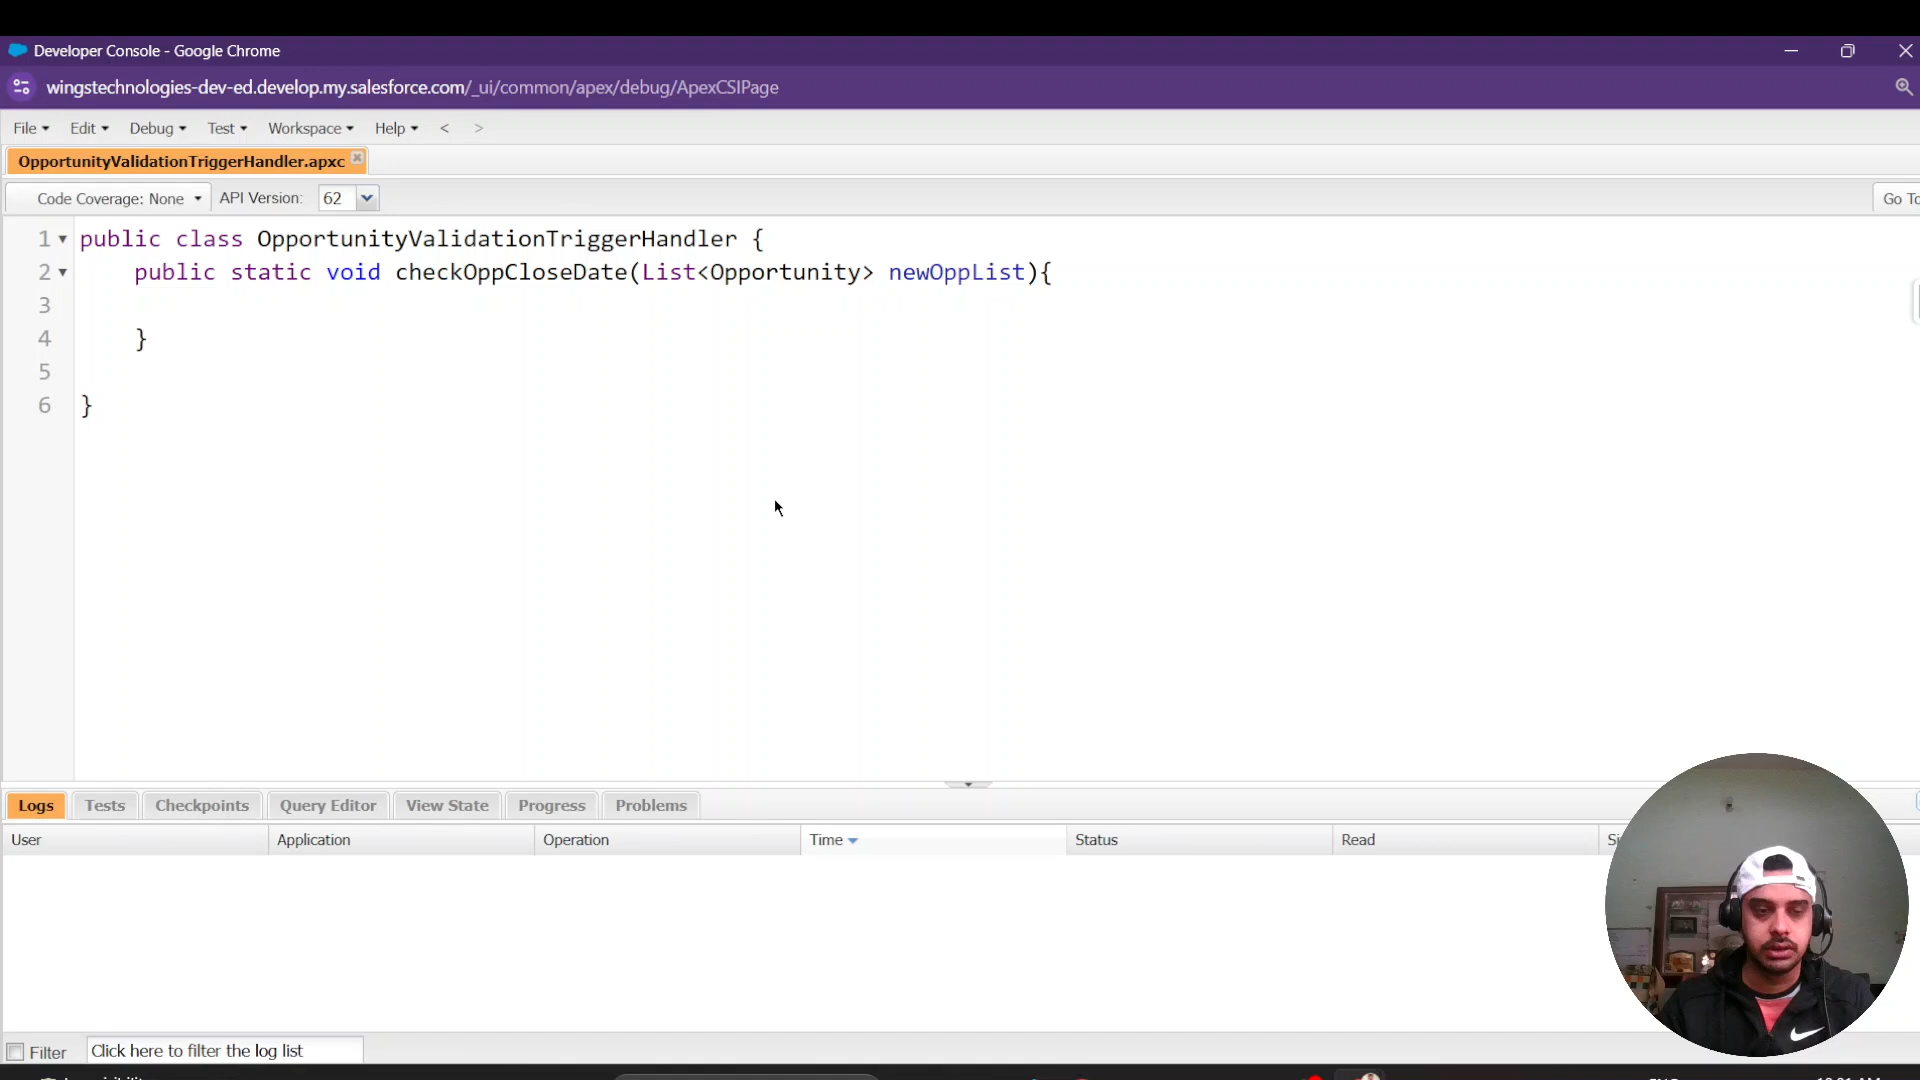 Developer Console - Google Chrome
wingstechnologies-dev-ed.develop.my.salesforce.com/_ui/common/apex/debug/ApexCSIPage
File Edit Debug Test Workspace Help < >
OpportunityValidationTriggerHandler.apxc
Code Coverage: None API Version: 62 Go To
1 public class OpportunityValidationTriggerHandler {
2 public static void checkOppCloseDate(List<Opportunity> newOppList){
3
4 }
5
6 }
Logs Tests Checkpoints Query Editor View State Progress Problems
User Application Operation Time Status Read
Filter Click here to filter the log list